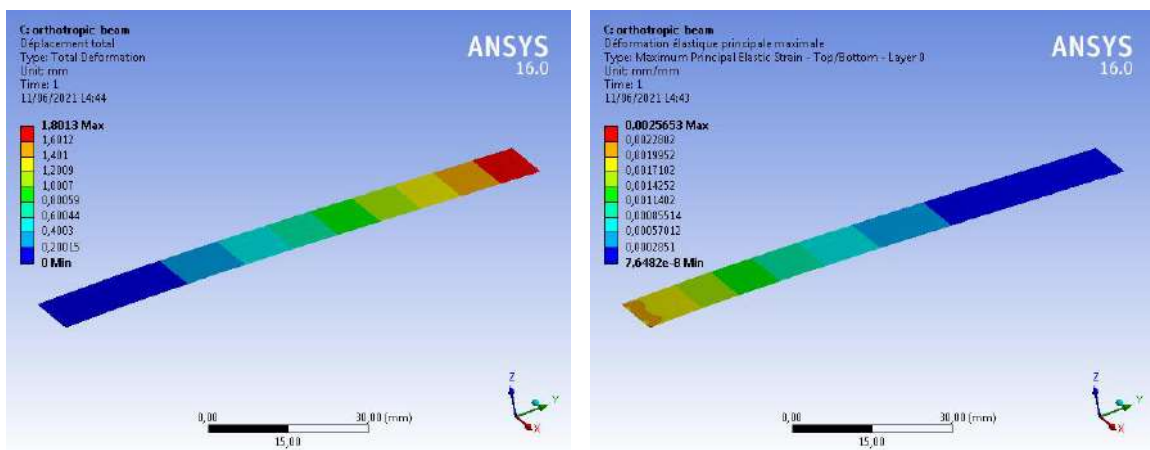 C: orthotropic beam
Déplacement total
Type: Total Deformation
Unit: mm
Time: 1
11/06/2021 14:44
ANSYS
16.0
1,8013 Max
1,6012
1,401
1,2009
1,0007
0,80059
0,60044
0,4003
0,20015
0 Min
Z
Y
X
0,00
30,00 (mm)
15,00
C: orthotropic beam
Déformation élastique principale maximale
Type: Maximum Principal Elastic Strain - Top/Bottom - Layer 0
Unit: mm/mm
Time: 1
11/06/2021 14:43
ANSYS
16.0
0,0025653 Max
0,0022802
0,0019952
0,0017102
0,0014252
0,0011402
0,00085514
0,00057012
0,0002851
7,6482e-8 Min
Z
Y
X
0,00
30,00 (mm)
15,00